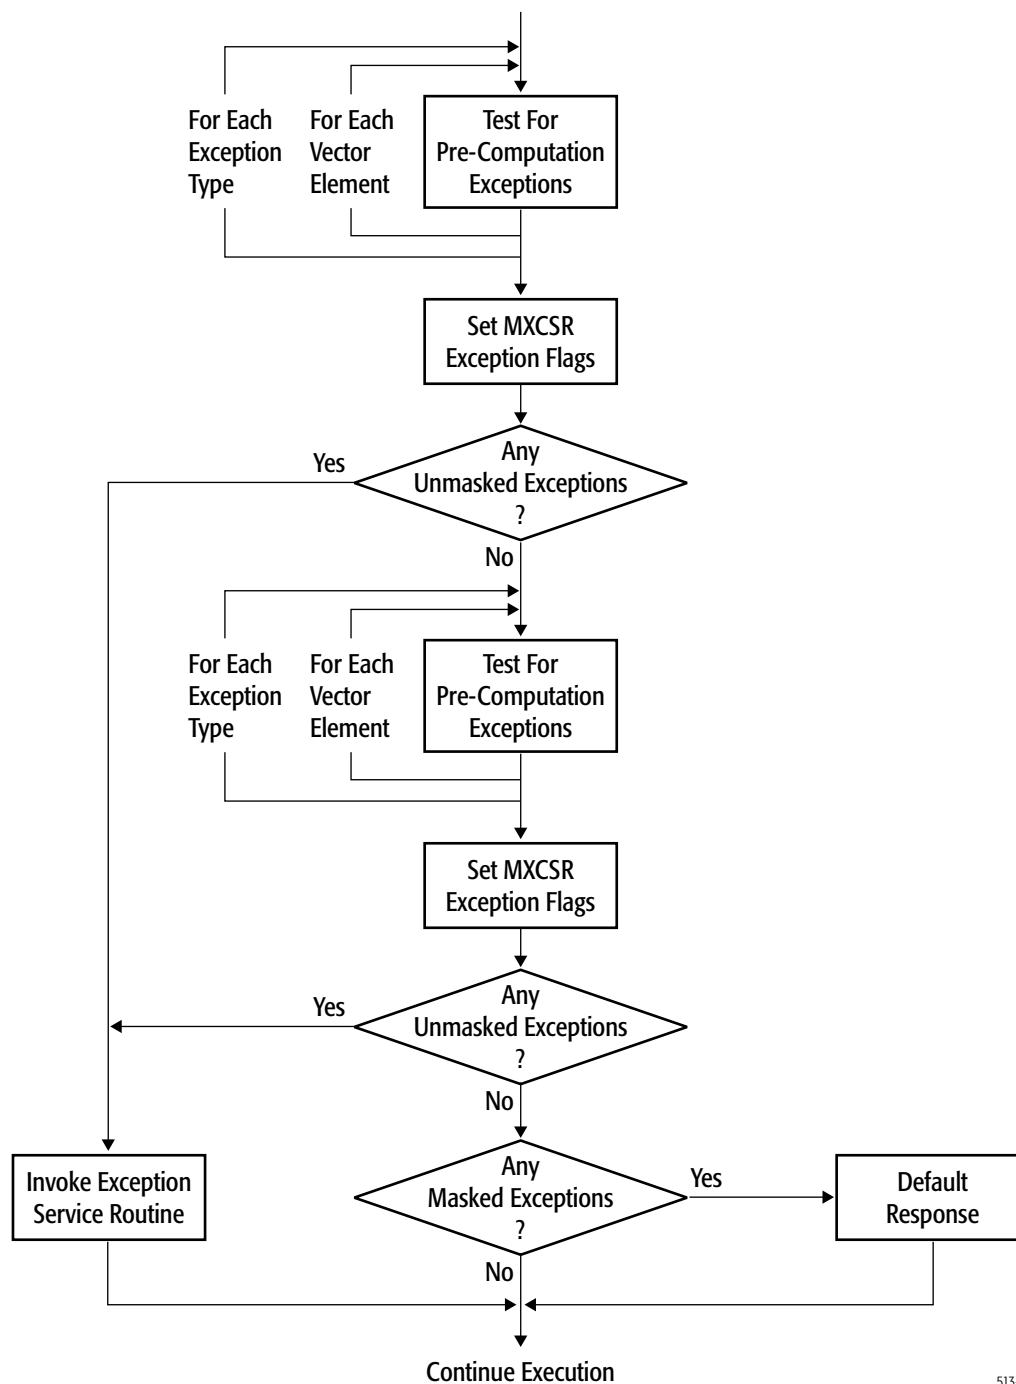 For Each
Exception
Type
For Each
Vector
Element
Test For
Pre-Computation
Exceptions
Set MXCSR
Exception Flags
Any
Unmasked Exceptions
?
Yes
No
For Each
Exception
Type
For Each
Vector
Element
Test For
Pre-Computation
Exceptions
Set MXCSR
Exception Flags
Any
Unmasked Exceptions
?
Yes
No
Invoke Exception
Service Routine
Any
Masked Exceptions
?
Yes
Default
Response
No
Continue Execution